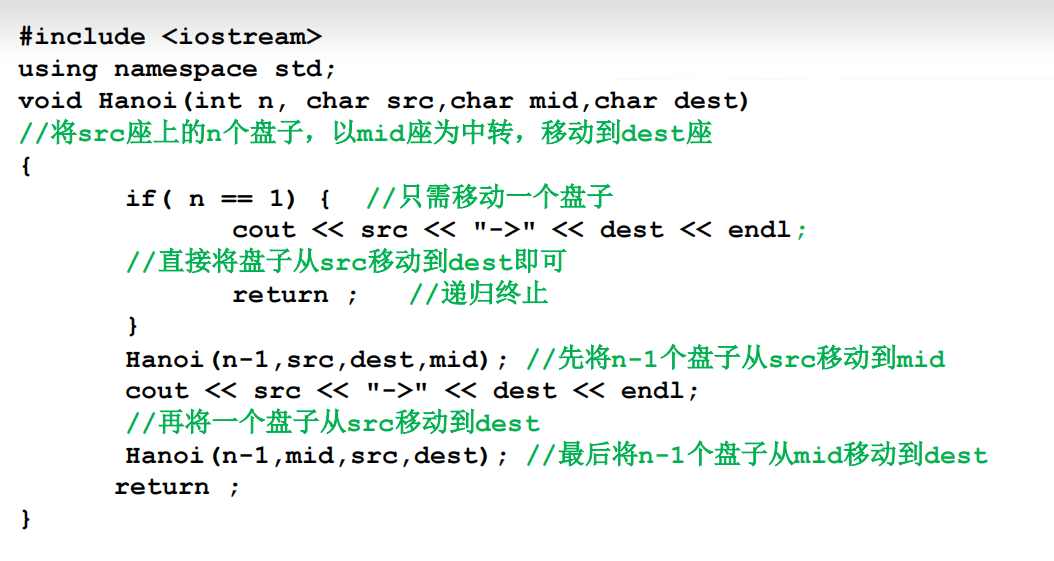 #include <iostream>
using namespace std;
void Hanoi(int n, char src,char mid,char dest)
//将src座上的n个盘子，以mid座为中转，移动到dest座
{
if( n == 1) {  //只需移动一个盘子
cout << src << "->" << dest << endl;
//直接将盘子从src移动到dest即可
return ;   //递归终止
}
Hanoi(n-1,src,dest,mid); //先将n-1个盘子从src移动到mid
cout << src << "->" << dest << endl;
//再将一个盘子从src移动到dest
Hanoi(n-1,mid,src,dest); //最后将n-1个盘子从mid移动到dest
return ;
}